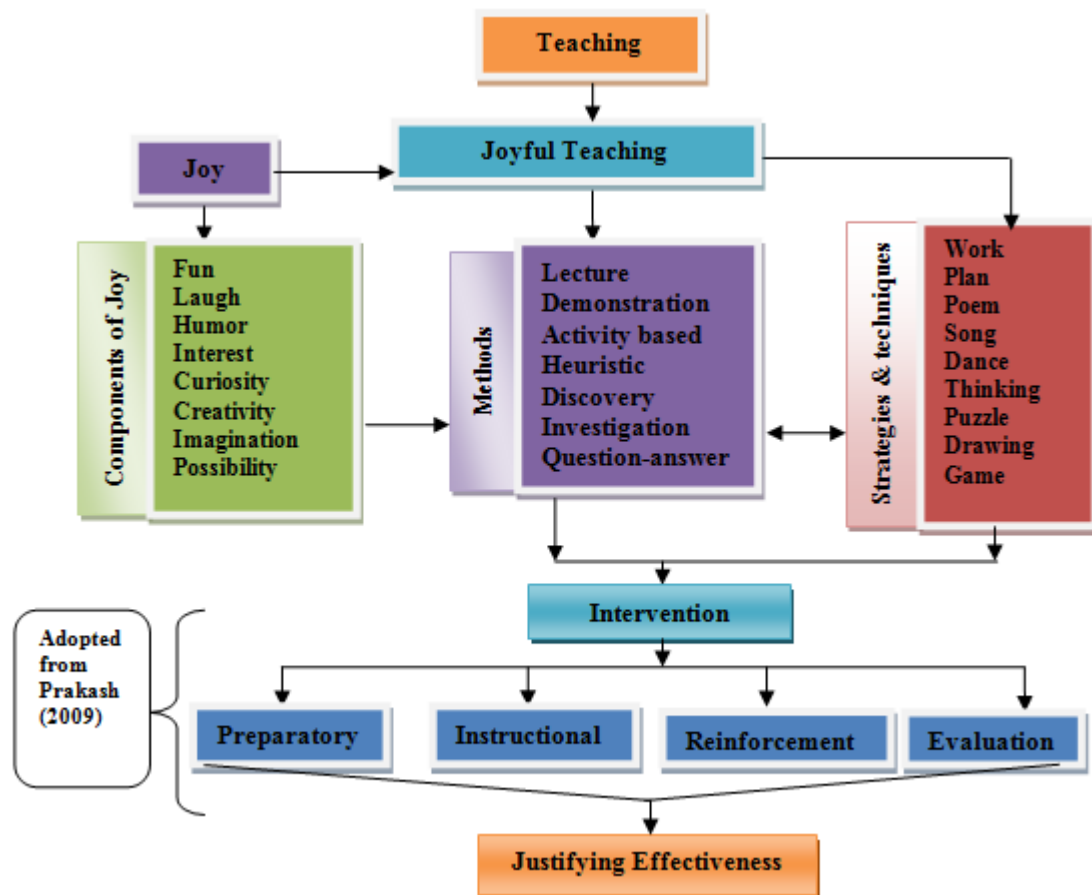 Teaching
Joyful Teaching
Joy
Components of Joy
Fun
Laugh
Humor
Interest
Curiosity
Creativity
Imagination
Possibility
Methods
Lecture
Demonstration
Activity based
Heuristic
Discovery
Investigation
Question-answer
Strategies & techniques
Work
Plan
Poem
Song
Dance
Thinking
Puzzle
Drawing
Game
Intervention
Adopted
from
Prakash
(2009)
Preparatory
Instructional
Reinforcement
Evaluation
Justifying Effectiveness